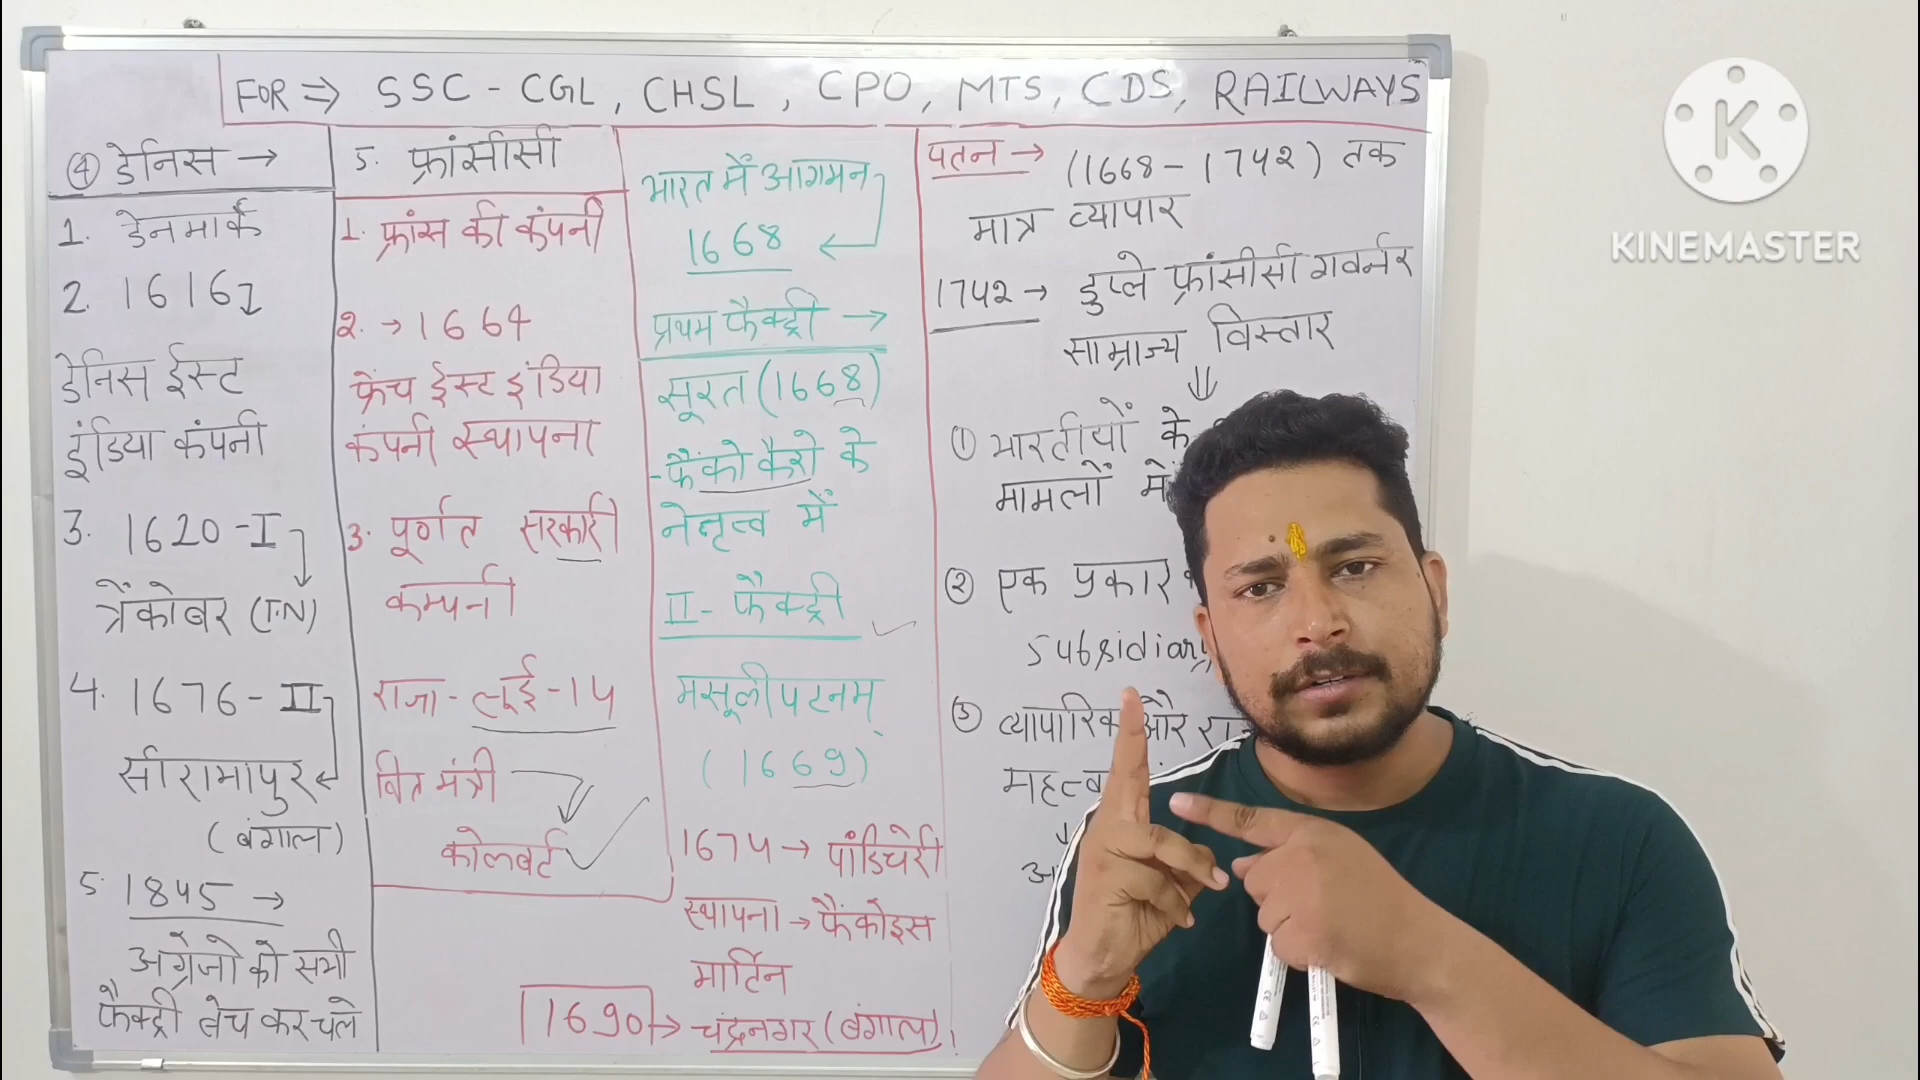 FOR ⇒ SSC - CGL, CHSL, CPO, MTS, CDS, RAILWAYS
④ डेनिस →
1. डेनमार्क
2. 1616 I
डेनिस ईस्ट
इंडिया कंपनी
3. 1620 - I
त्रैंकोबर (T.N)
4. 1676 - II
सीरामापुर
(बंगाल)
5. 1845 →
अंग्रेजो को सभी
फैक्ट्री बेच कर चले
5. फ्रांसीसी
1. फ्रांस की कंपनी
२. → 1664
फ्रेंच ईस्ट इंडिया
कंपनी स्थापना
3. पूर्णत सरकारी
कम्पनी
राजा - लूई - 14
वित्त मंत्री
कोलबर्ट
भारत में आगमन
1668
प्रथम फैक्ट्री →
सूरत (1668)
- फैंको कैरो के
नेतृत्व में
II - फैक्ट्री
मसूलीपटनम्
(1669)
1674 → पांडिचेरी
स्थापना → फैंकोइस
मार्टिन
1690 → चंद्रनगर (बंगाल)
पतन → (1668 - 1742) तक
मात्र व्यापार
1742 → डुप्ले फ्रांसीसी गवर्नर
साम्राज्य विस्तार
① भारतीयों के
मामलों में
② एक प्रकार
Subsidiary
③ व्यापारिक और
K
KINEMASTER